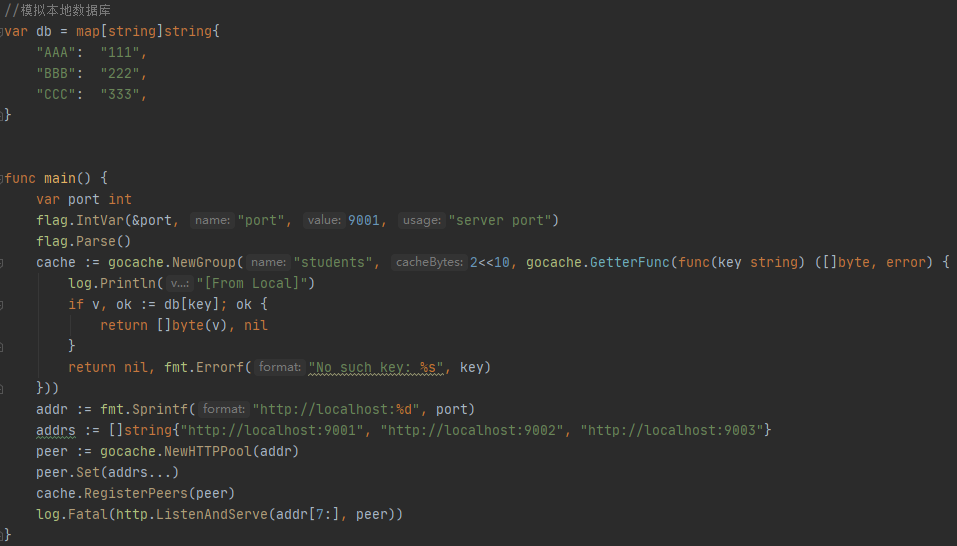 //模拟本地数据库
var db = map[string]string{
    "AAA":  "111",
    "BBB":  "222",
    "CCC":  "333",
}
func main() {
    var port int
    flag.IntVar(&port, name: "port", value: 9001, usage: "server port")
    flag.Parse()
    cache := gocache.NewGroup( name: "students", cacheBytes: 2<<10, gocache.GetterFunc(func(key string) ([]byte, error) {
        log.Println( v...: "[From Local]")
        if v, ok := db[key]; ok {
            return []byte(v), nil
        }
        return nil, fmt.Errorf( format: "No such key: %s", key)
    }))
    addr := fmt.Sprintf( format: "http://localhost:%d", port)
    addrs := []string{"http://localhost:9001", "http://localhost:9002", "http://localhost:9003"}
    peer := gocache.NewHTTPPool(addr)
    peer.Set(addrs...)
    cache.RegisterPeers(peer)
    log.Fatal(http.ListenAndServe(addr[7:], peer))
}